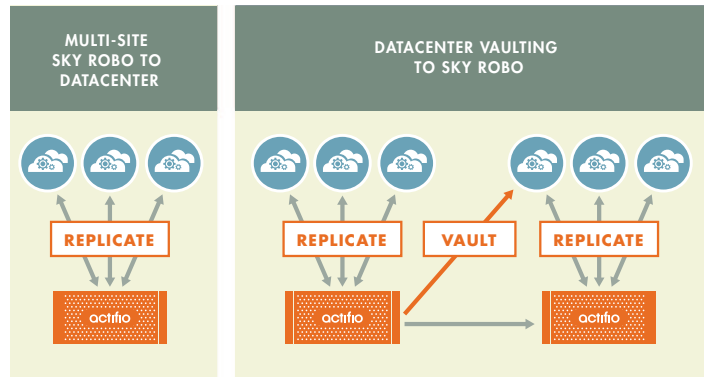 MULTI-SITE
SKY ROBO TO
DATACENTER
DATACENTER VAULTING
TO SKY ROBO
REPLICATE
REPLICATE
VAULT
REPLICATE
actifio
actifio
actifio